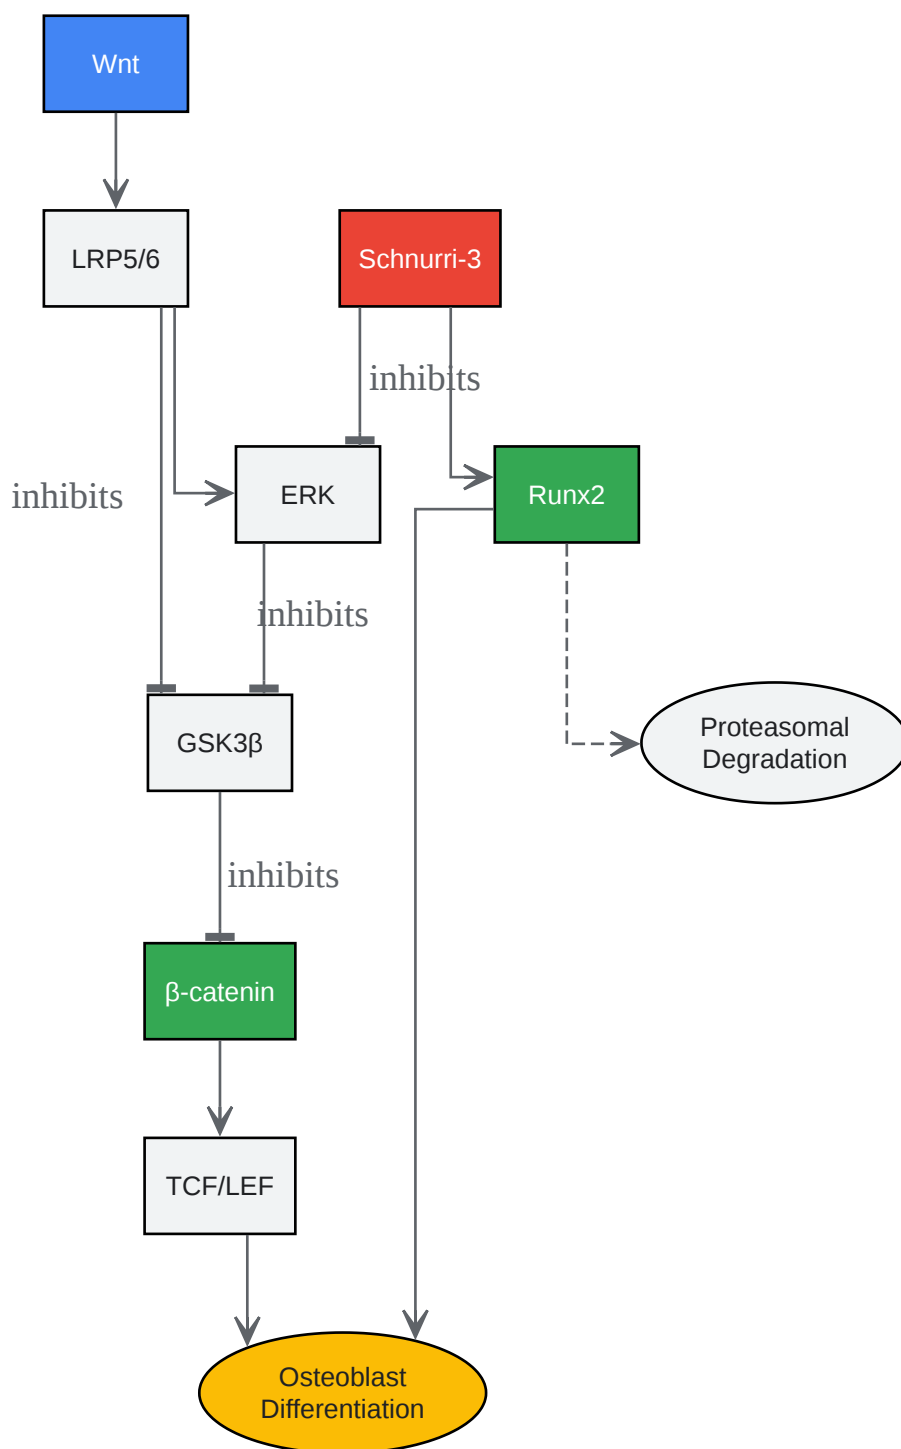 Wnt
LRP5/6
Schnurri-3
inhibits
inhibits
ERK
Runx2
inhibits
GSK3β
Proteasomal
Degradation
inhibits
β-catenin
TCF/LEF
Osteoblast
Differentiation